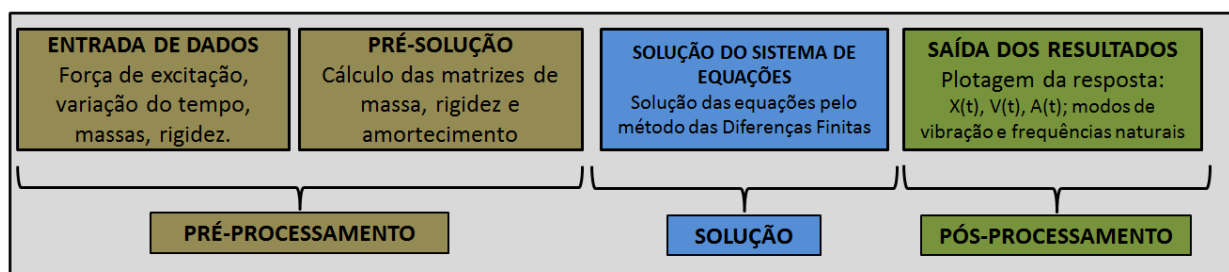 ENTRADA DE DADOS
Força de excitação,
variação do tempo,
massas, rigidez.
PRÉ-SOLUÇÃO
Cálculo das matrizes de
massa, rigidez e
amortecimento
SOLUÇÃO DO SISTEMA DE
EQUAÇÕES
Solução das equações pelo
método das Diferenças Finitas
SAÍDA DOS RESULTADOS
Plotagem da resposta:
X(t), V(t), A(t); modos de
vibração e frequências naturais
PRÉ-PROCESSAMENTO
SOLUÇÃO
PÓS-PROCESSAMENTO